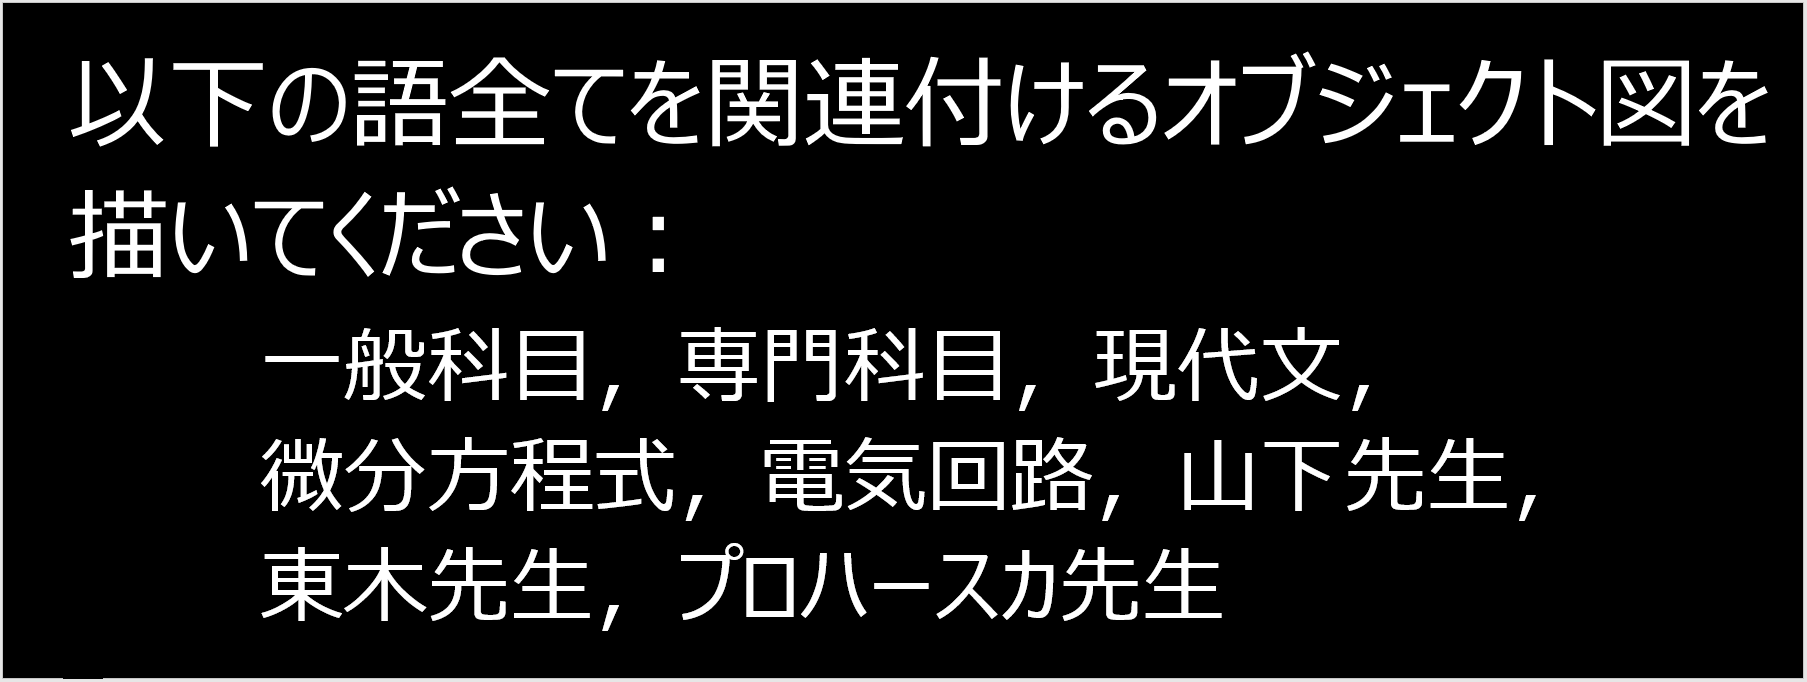 以下の語全てを関連付けるオブジェクト図を
描いてください：
一般科目，専門科目，現代文，
微分方程式，電気回路，山下先生，
東木先生，プロハースカ先生